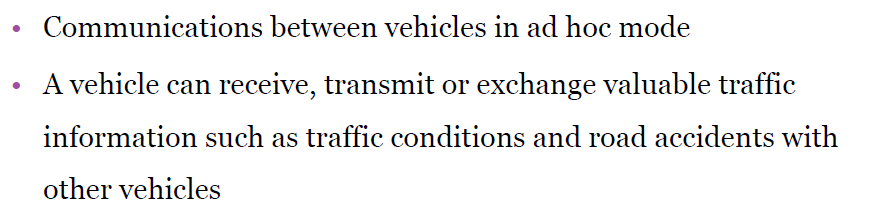 • Communications between vehicles in ad hoc mode
• A vehicle can receive, transmit or exchange valuable traffic
information such as traffic conditions and road accidents with
other vehicles